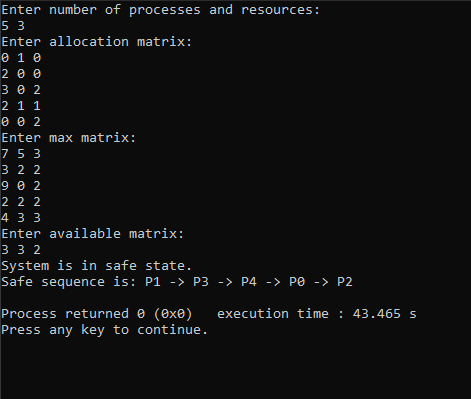 Enter number of processes and resources:
5 3
Enter allocation matrix:
0 1 0
2 0 0
3 0 2
2 1 1
0 0 2
Enter max matrix:
7 5 3
3 2 2
9 0 2
2 2 2
4 3 3
Enter available matrix:
3 3 2
System is in safe state.
Safe sequence is: P1 -> P3 -> P4 -> P0 -> P2
Process returned 0 (0x0)   execution time : 43.465 s
Press any key to continue.